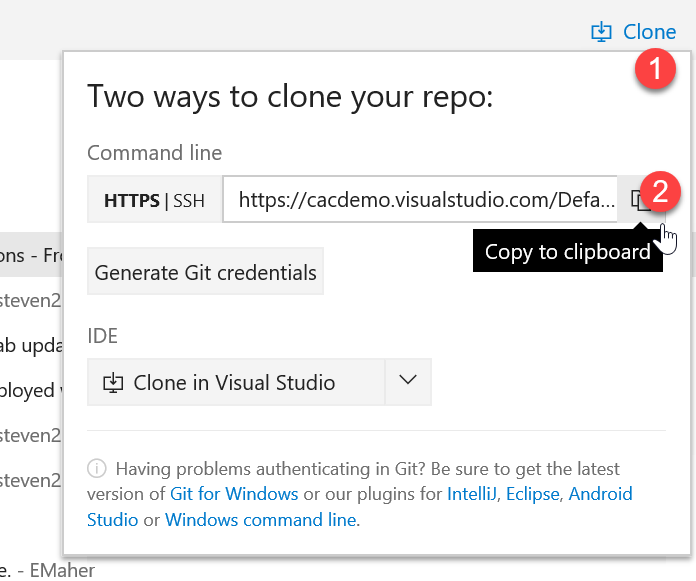 Clone
1
Two ways to clone your repo:
Command line
HTTPS | SSH
https://cacdemo.visualstudio.com/Defa...
2
Copy to clipboard
Generate Git credentials
IDE
Clone in Visual Studio
Having problems authenticating in Git? Be sure to get the latest
version of Git for Windows or our plugins for IntelliJ, Eclipse, Android
Studio or Windows command line.
ons - Fr
steven2
ab upda
ployed
steven2
steven2
e. - EMaher